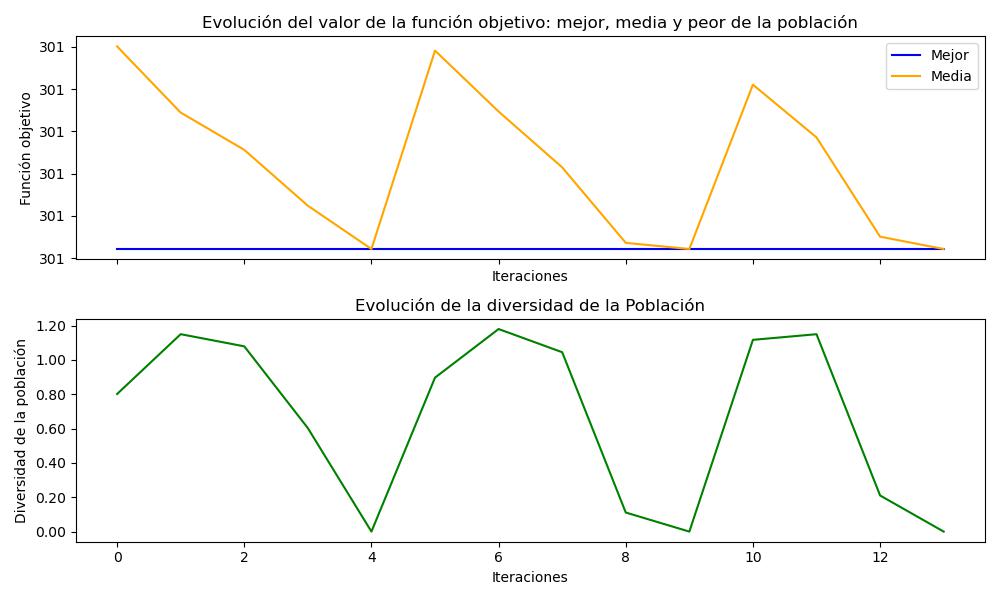 Evolución del valor de la función objetivo: mejor, media y peor de la población
Función objetivo
301
301
301
301
301
301
Mejor
Media
Iteraciones
Evolución de la diversidad de la Población
Diversidad de la población
1.20
1.00
0.80
0.60
0.40
0.20
0.00
0 2 4 6 8 10 12
Iteraciones